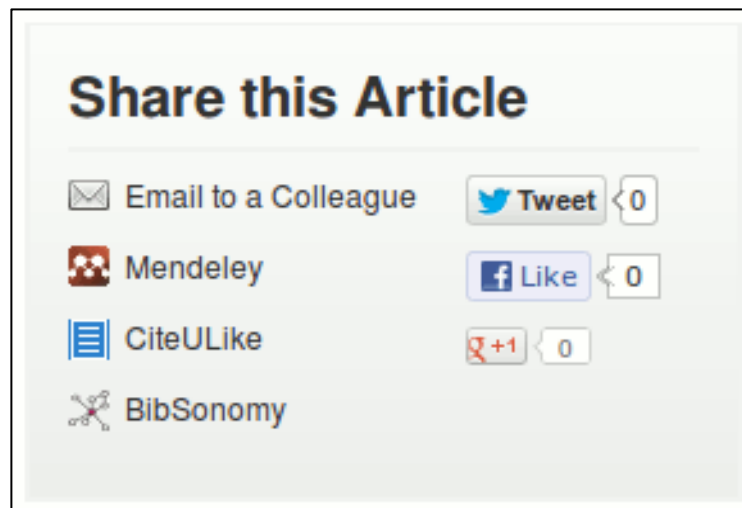 Share this Article
Email to a Colleague
Tweet 0
Mendeley
f Like 0
CiteULike
g +1 0
BibSonomy